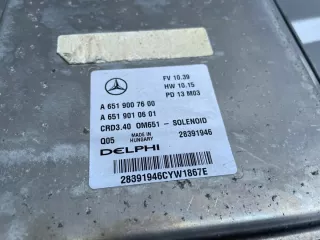 FV 10.39
HW 10.15
PD 13 M03
A 651 900 76 00
A 651 901 06 01
CRD3.40 OM651 - SOLENOID
Q05 MADE IN HUNGARY 28391946
DELPHI
28391946CYW1867E